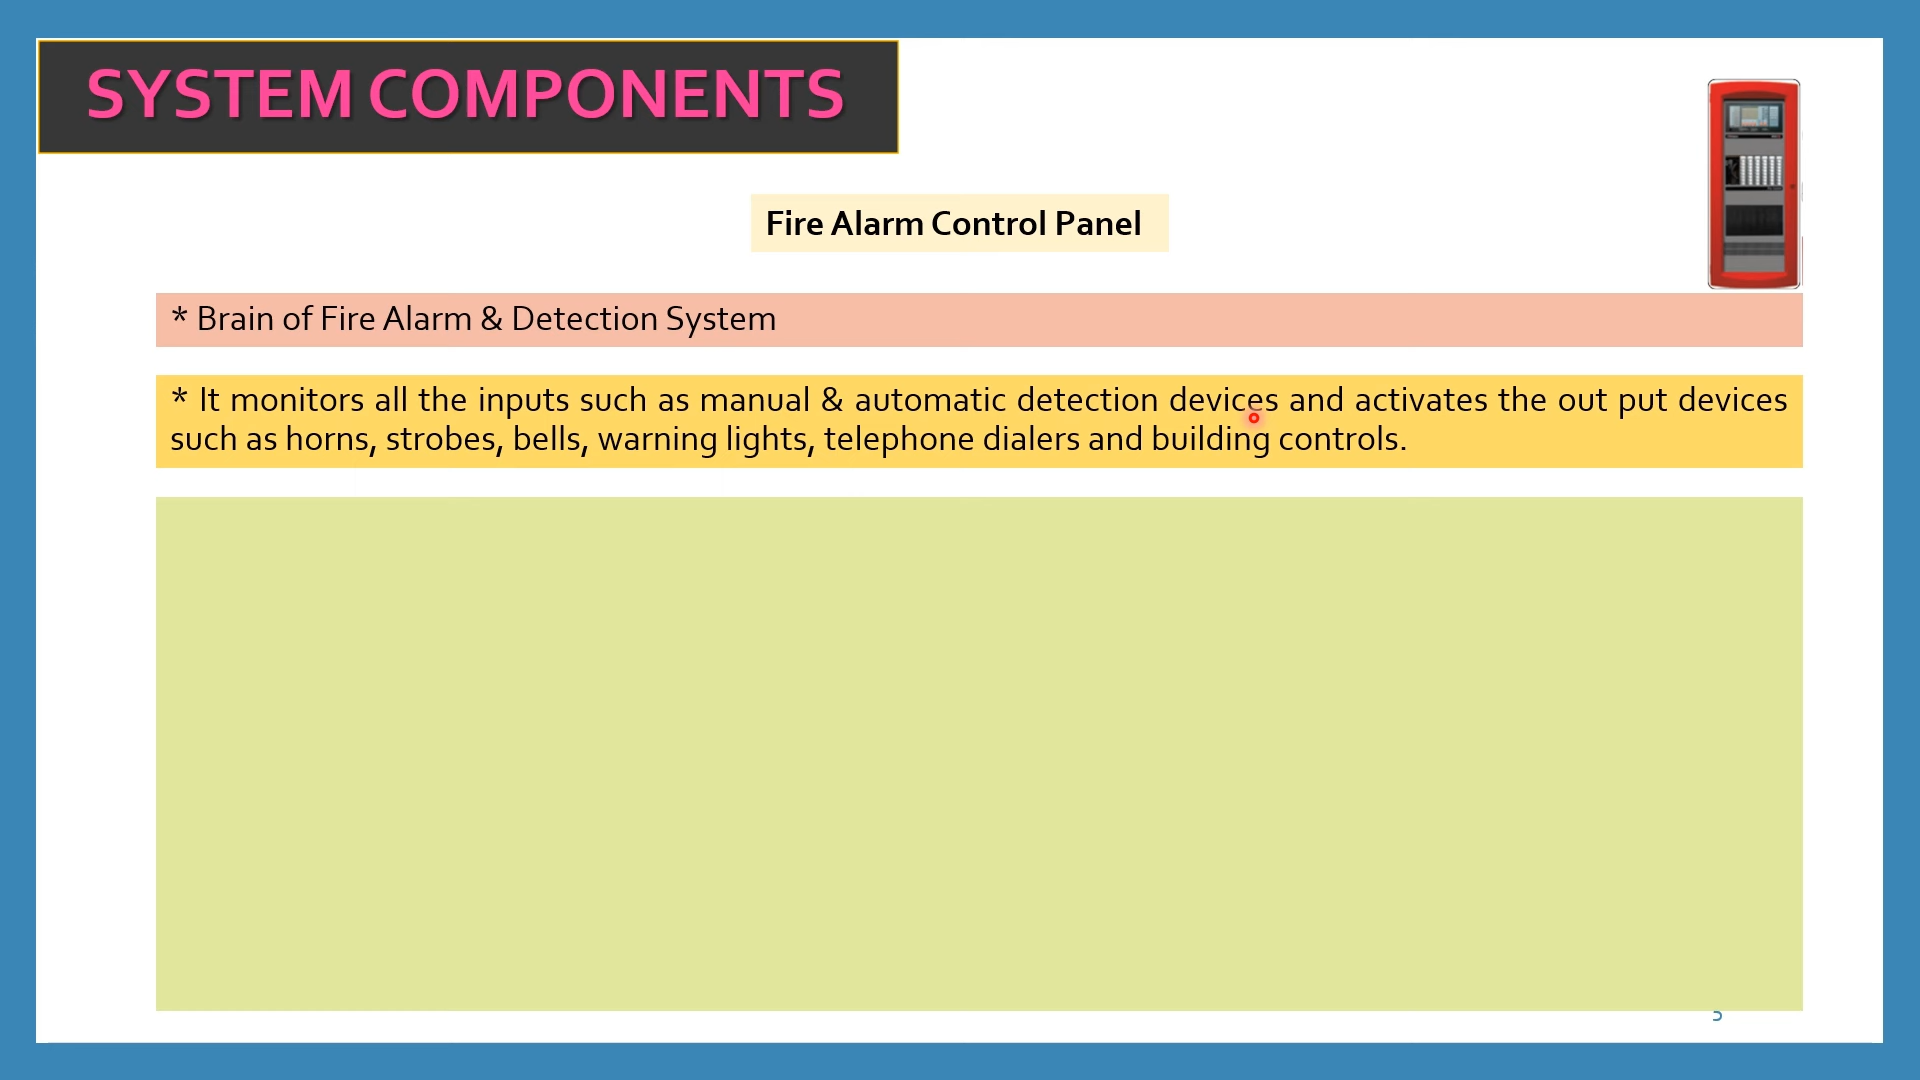 SYSTEM COMPONENTS
Fire Alarm Control Panel
* Brain of Fire Alarm & Detection System
* It monitors all the inputs such as manual & automatic detection devices and activates the out put devices
such as horns, strobes, bells, warning lights, telephone dialers and building controls.